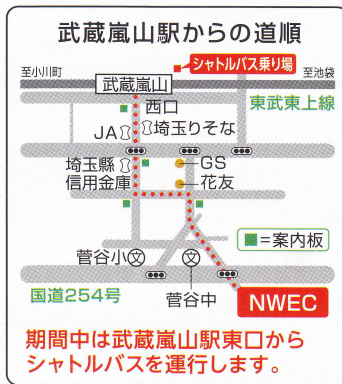 武蔵嵐山駅からの道順
シャトルバス乗り場
至小川町
至池袋
武蔵嵐山
東武東上線
西口
JA
埼玉りそな
埼玉縣
信用金庫
GS
花友
=案内板
菅谷小
文
文
菅谷中
国道254号
NWEC
期間中は武蔵嵐山駅東口から
シャトルバスを運行します。